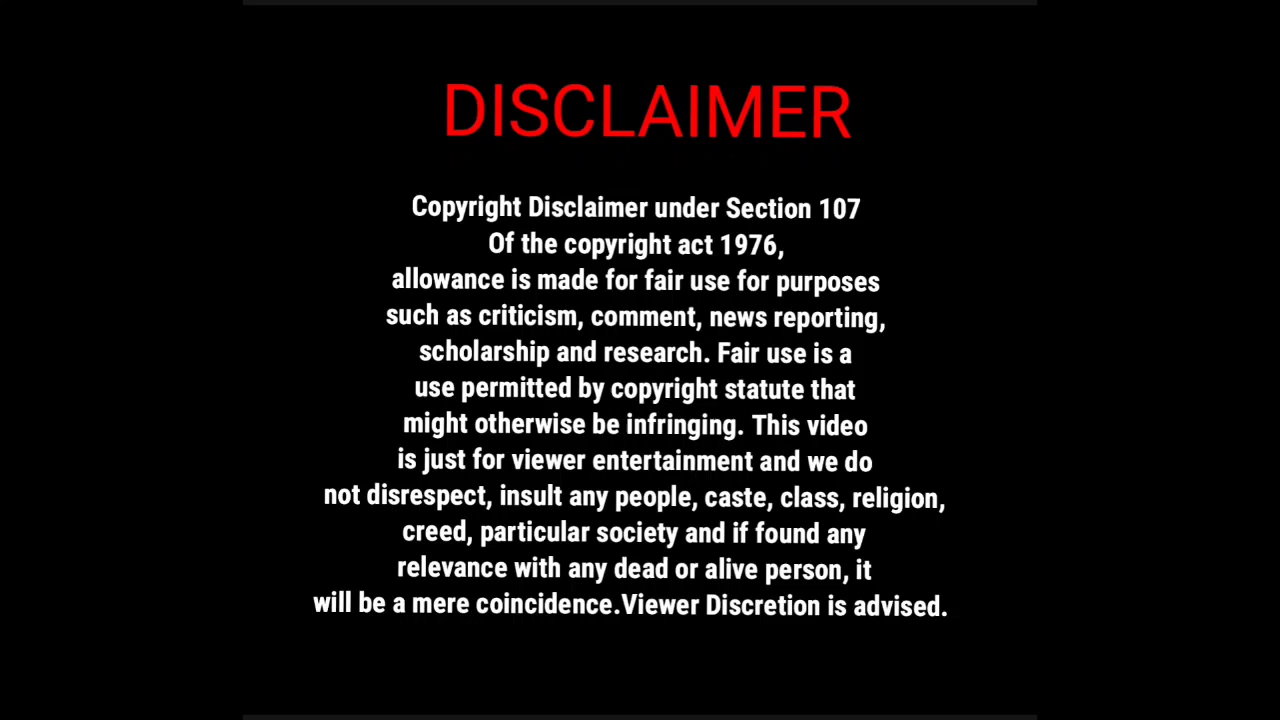 DISCLAIMER
Copyright Disclaimer under Section 107
Of the copyright act 1976,
allowance is made for fair use for purposes
such as criticism, comment, news reporting,
scholarship and research. Fair use is a
use permitted by copyright statute that
might otherwise be infringing. This video
is just for viewer entertainment and we do
not disrespect, insult any people, caste, class, religion,
creed, particular society and if found any
relevance with any dead or alive person, it
will be a mere coincidence.Viewer Discretion is advised.